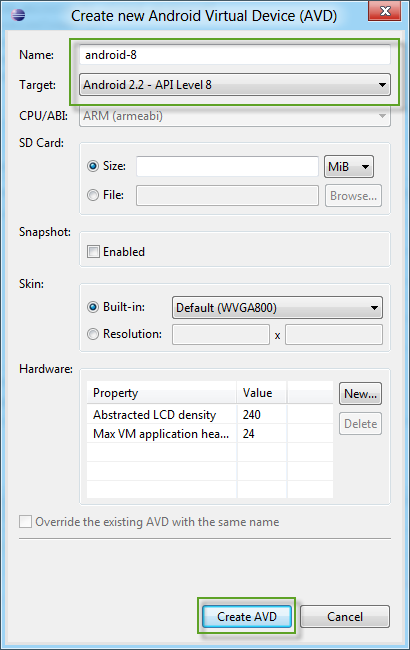 Create new Android Virtual Device (AVD)
Name: android-8
Target: Android 2.2 - API Level 8
CPU/ABI: ARM (armeabi)
SD Card:
Size: MiB
File: Browse...
Snapshot:
Enabled
Skin:
Built-in: Default (WVGA800)
Resolution: x
Hardware:
Property Value New...
Abstracted LCD density 240
Delete
Max VM application hea... 24
Override the existing AVD with the same name
Create AVD Cancel